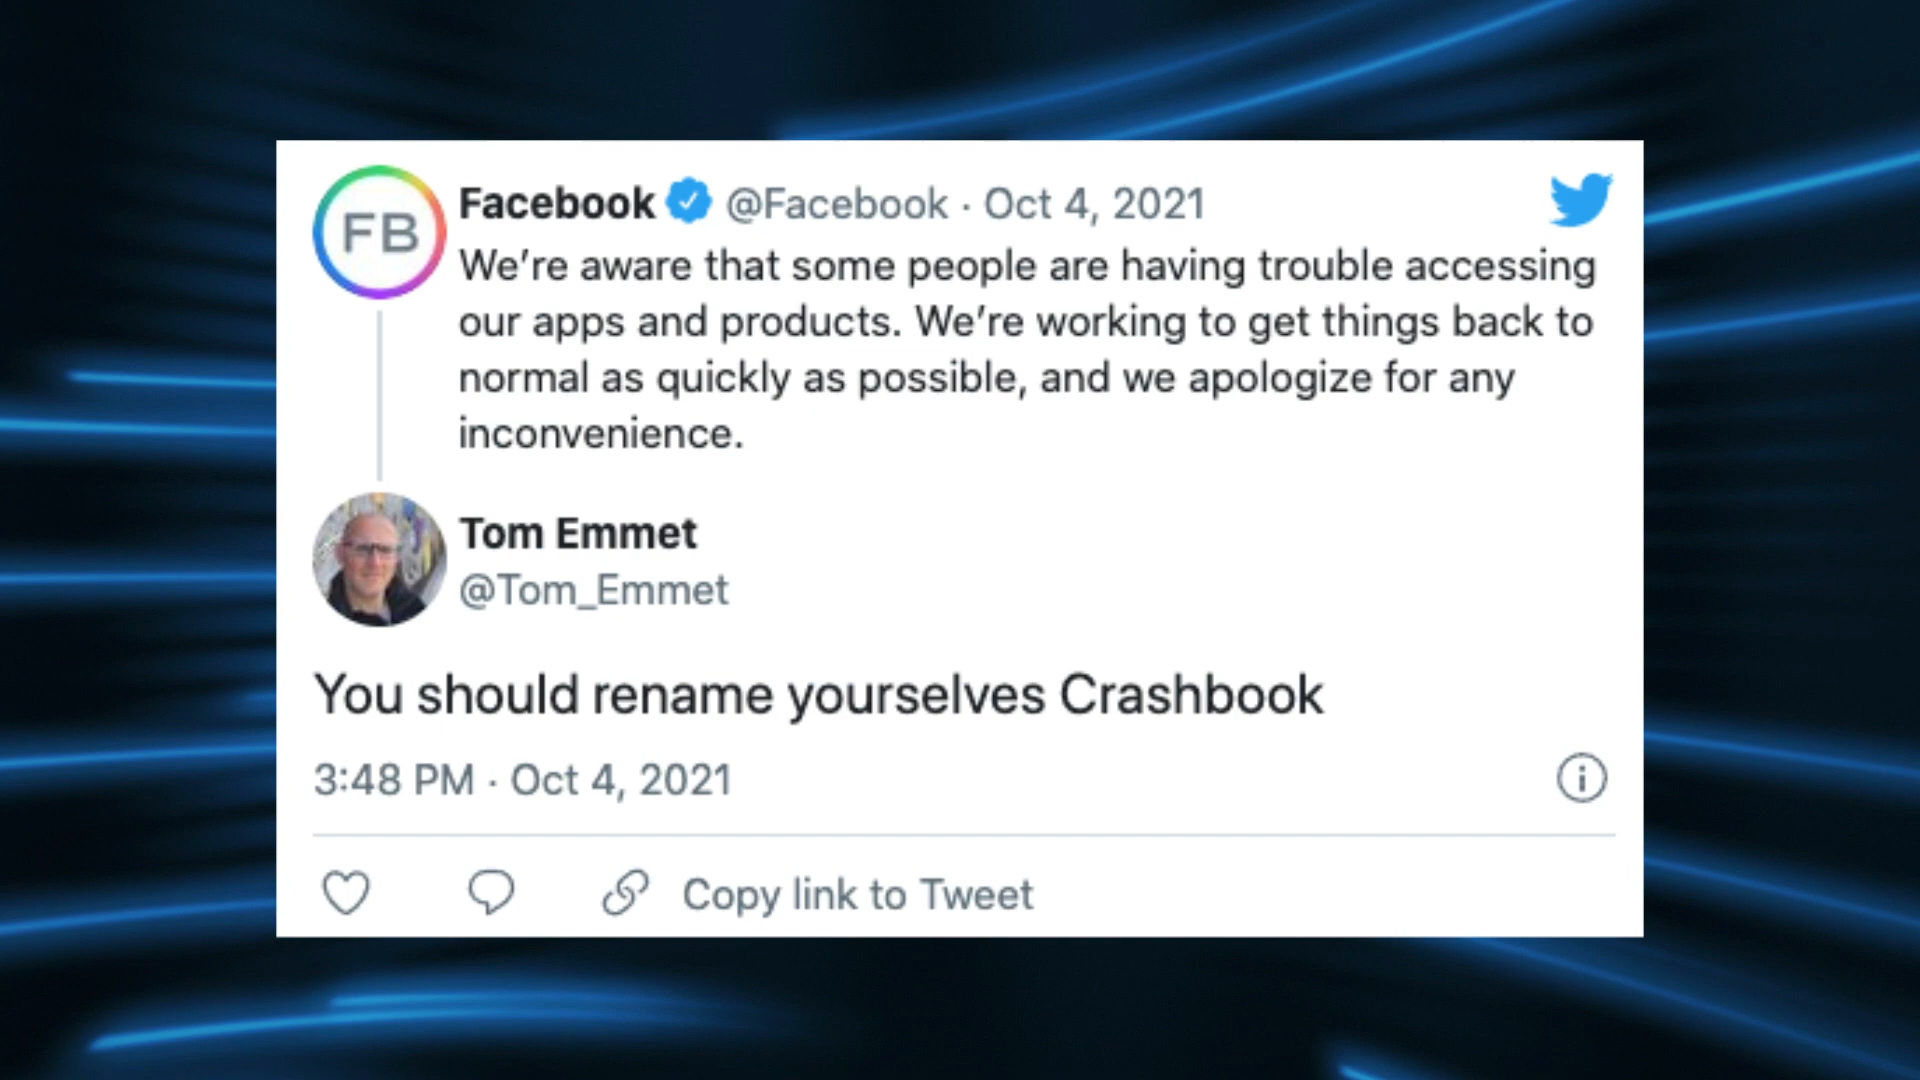 FB
Facebook @Facebook · Oct 4, 2021
We’re aware that some people are having trouble accessing
our apps and products. We’re working to get things back to
normal as quickly as possible, and we apologize for any
inconvenience.
Tom Emmet
@Tom_Emmet
You should rename yourselves Crashbook
3:48 PM · Oct 4, 2021
Copy link to Tweet